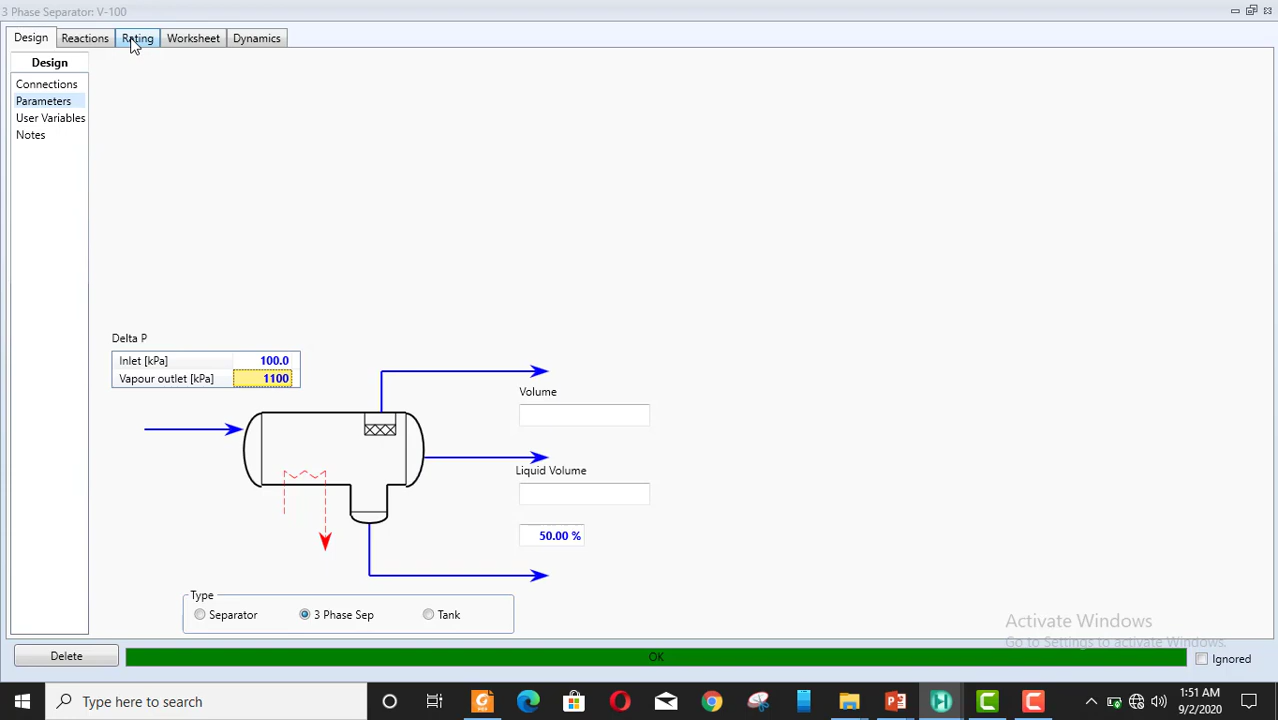 3 Phase Separator: V-100
Design Reactions Rating Worksheet Dynamics
Design
Connections
Parameters
User Variables
Notes
Delta P
Inlet [kPa] 100.0
Vapour outlet [kPa] 1100
Volume
Liquid Volume
50.00 %
Type
Separator 3 Phase Sep Tank
Activate Windows
Go to Settings to activate Windows.
Delete OK Ignored
Type here to search
1:51 AM
9/2/2020